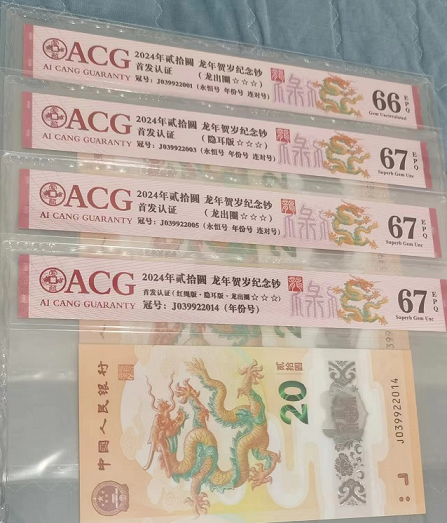 ACG
AI CANG GUARANTY
2024年贰拾圆 龙年贺岁纪念钞
首发认证 (龙出圈☆☆☆)
冠号: J039922001 (永恒号 年份号 连对号)
66 EPQ
Gem Uncirculated
ACG
AI CANG GUARANTY
2024年贰拾圆 龙年贺岁纪念钞
首发认证 (隐耳版☆☆☆)
冠号: J039922003 (永恒号 年份号 连对号)
67 EPQ
Superb Gem Unc
ACG
AI CANG GUARANTY
2024年贰拾圆 龙年贺岁纪念钞
首发认证 (龙出圈☆☆☆)
冠号: J039922005 (永恒号 年份号 连对号)
67 EPQ
Superb Gem Unc
ACG
AI CANG GUARANTY
2024年贰拾圆 龙年贺岁纪念钞
首发认证(红绳版·隐耳版·龙出圈☆☆☆)
冠号: J039922014 (年份号)
67 EPQ
Superb Gem Unc
中国人民银行
贰拾圆
20
J039922014